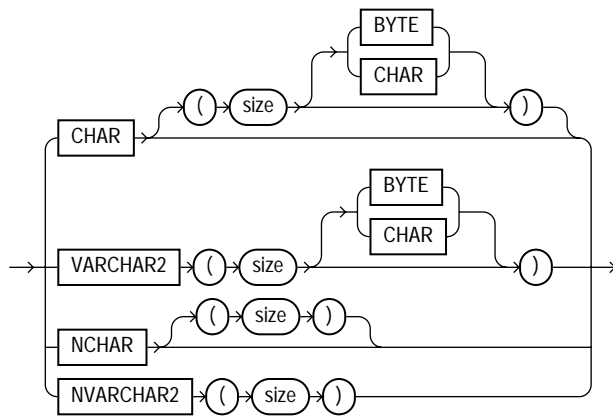 BYTE
CHAR
( size )
CHAR
BYTE
CHAR
VARCHAR2 ( size )
( size )
NCHAR
NVARCHAR2 ( size )